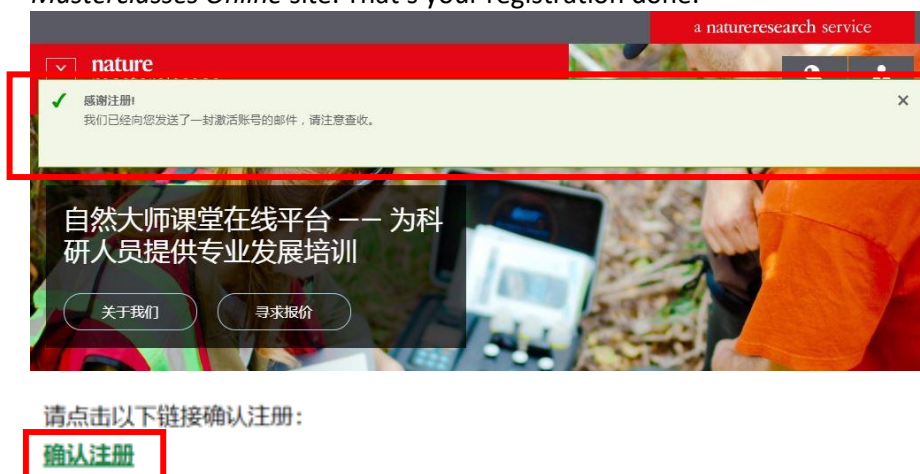 Masterclasses Online site. That's your registration done.
a natureresearch service
nature
感谢注册!
我们已经向您发送了一封激活账号的邮件，请注意查收。
自然大师课堂在线平台 —— 为科
研人员提供专业发展培训
关于我们
寻求报价
请点击以下链接确认注册：
确认注册